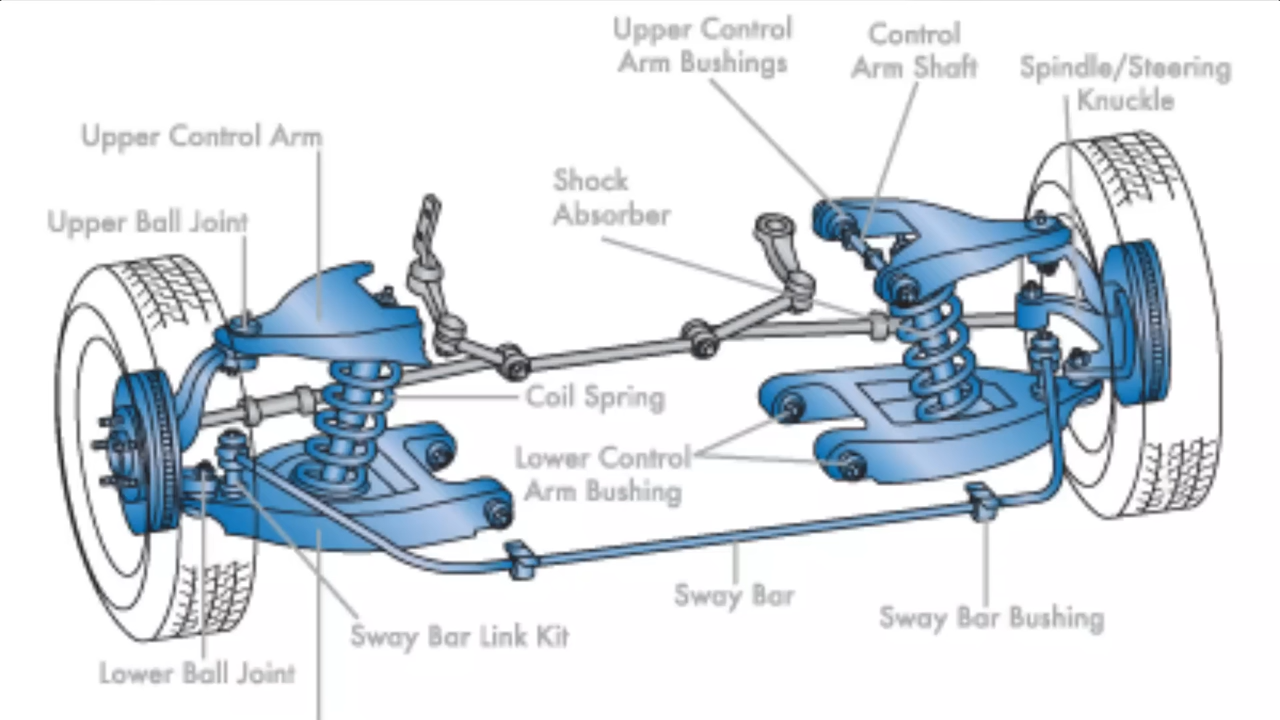 Upper Control
Arm Bushings
Control
Arm Shaft
Spindle/Steering
Knuckle
Upper Control Arm
Shock
Absorber
Upper Ball Joint
Coil Spring
Lower Control
Arm Bushing
Sway Bar
Sway Bar Bushing
Sway Bar Link Kit
Lower Ball Joint